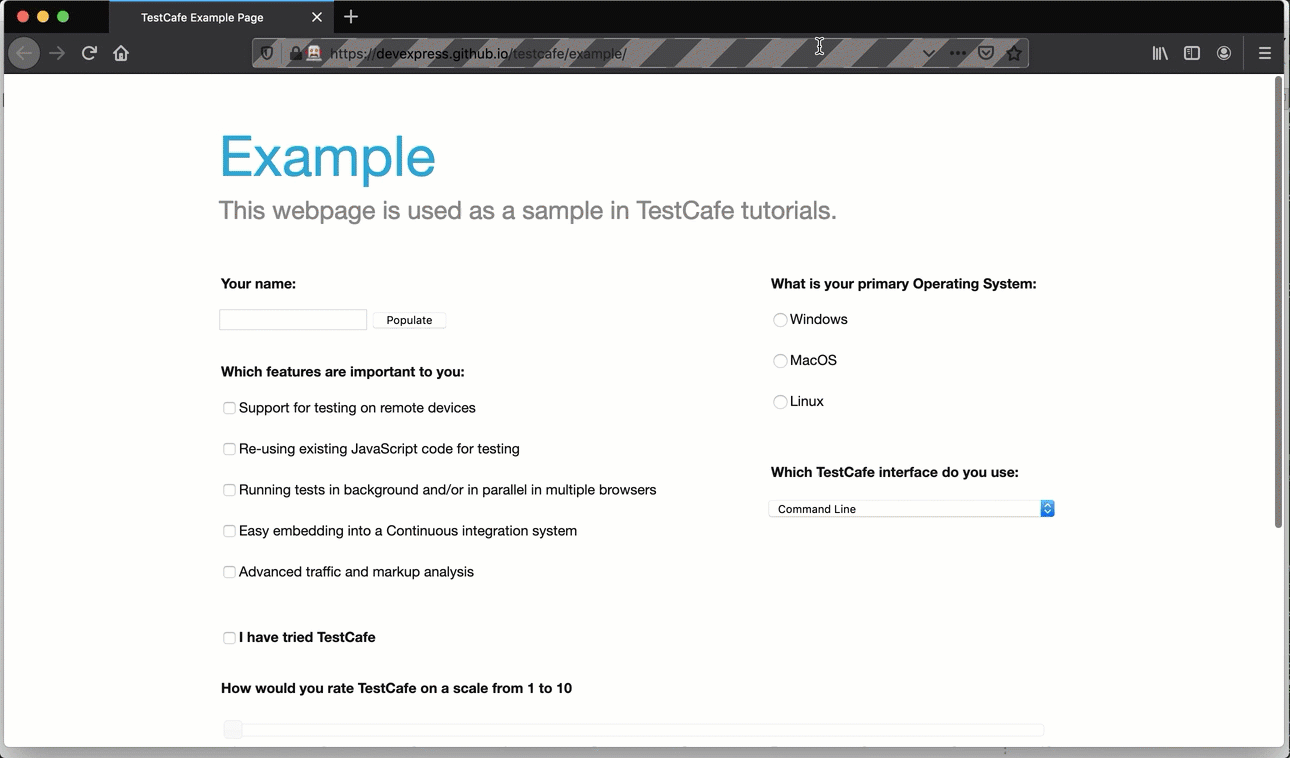 TestCafe Example Page
https://devexpress.github.io/testcafe/example/
Example
This webpage is used as a sample in TestCafe tutorials.
Your name:
Populate
Which features are important to you:
Support for testing on remote devices
Re-using existing JavaScript code for testing
Running tests in background and/or in parallel in multiple browsers
Easy embedding into a Continuous integration system
Advanced traffic and markup analysis
I have tried TestCafe
How would you rate TestCafe on a scale from 1 to 10
What is your primary Operating System:
Windows
MacOS
Linux
Which TestCafe interface do you use:
Command Line